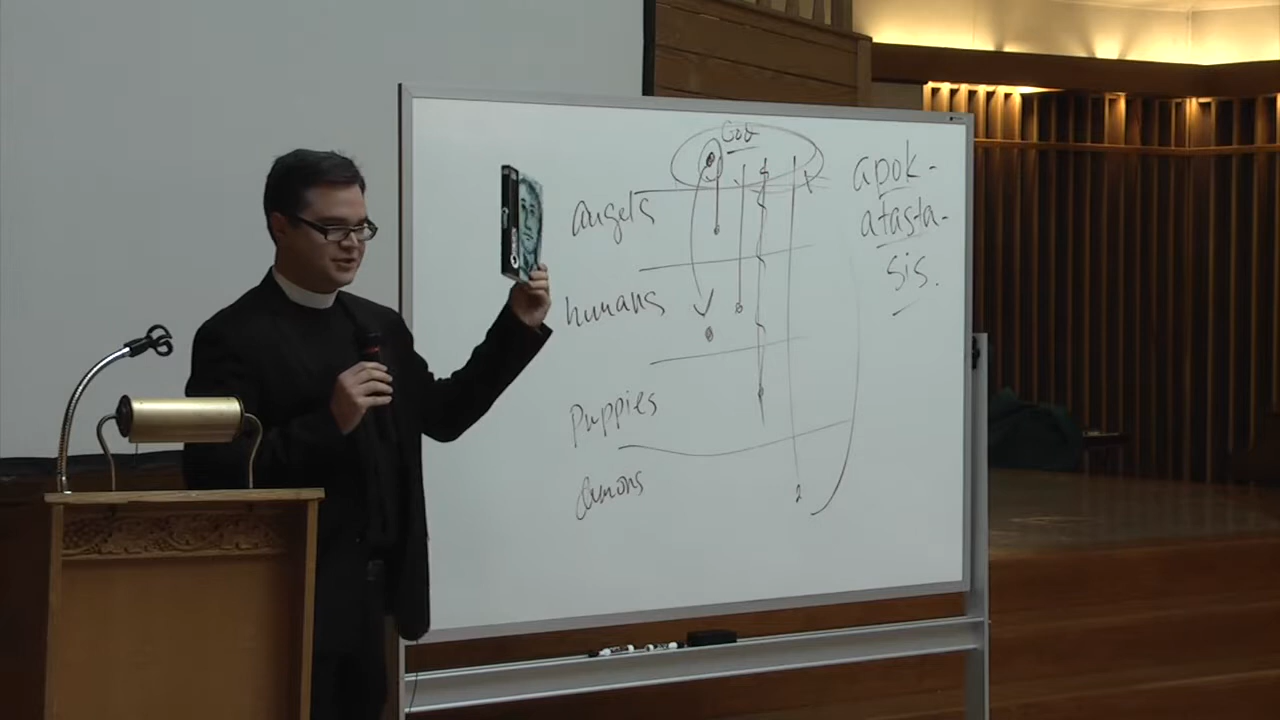 God
angels
humans
Puppies
demons
apok-
atasta-
sis.